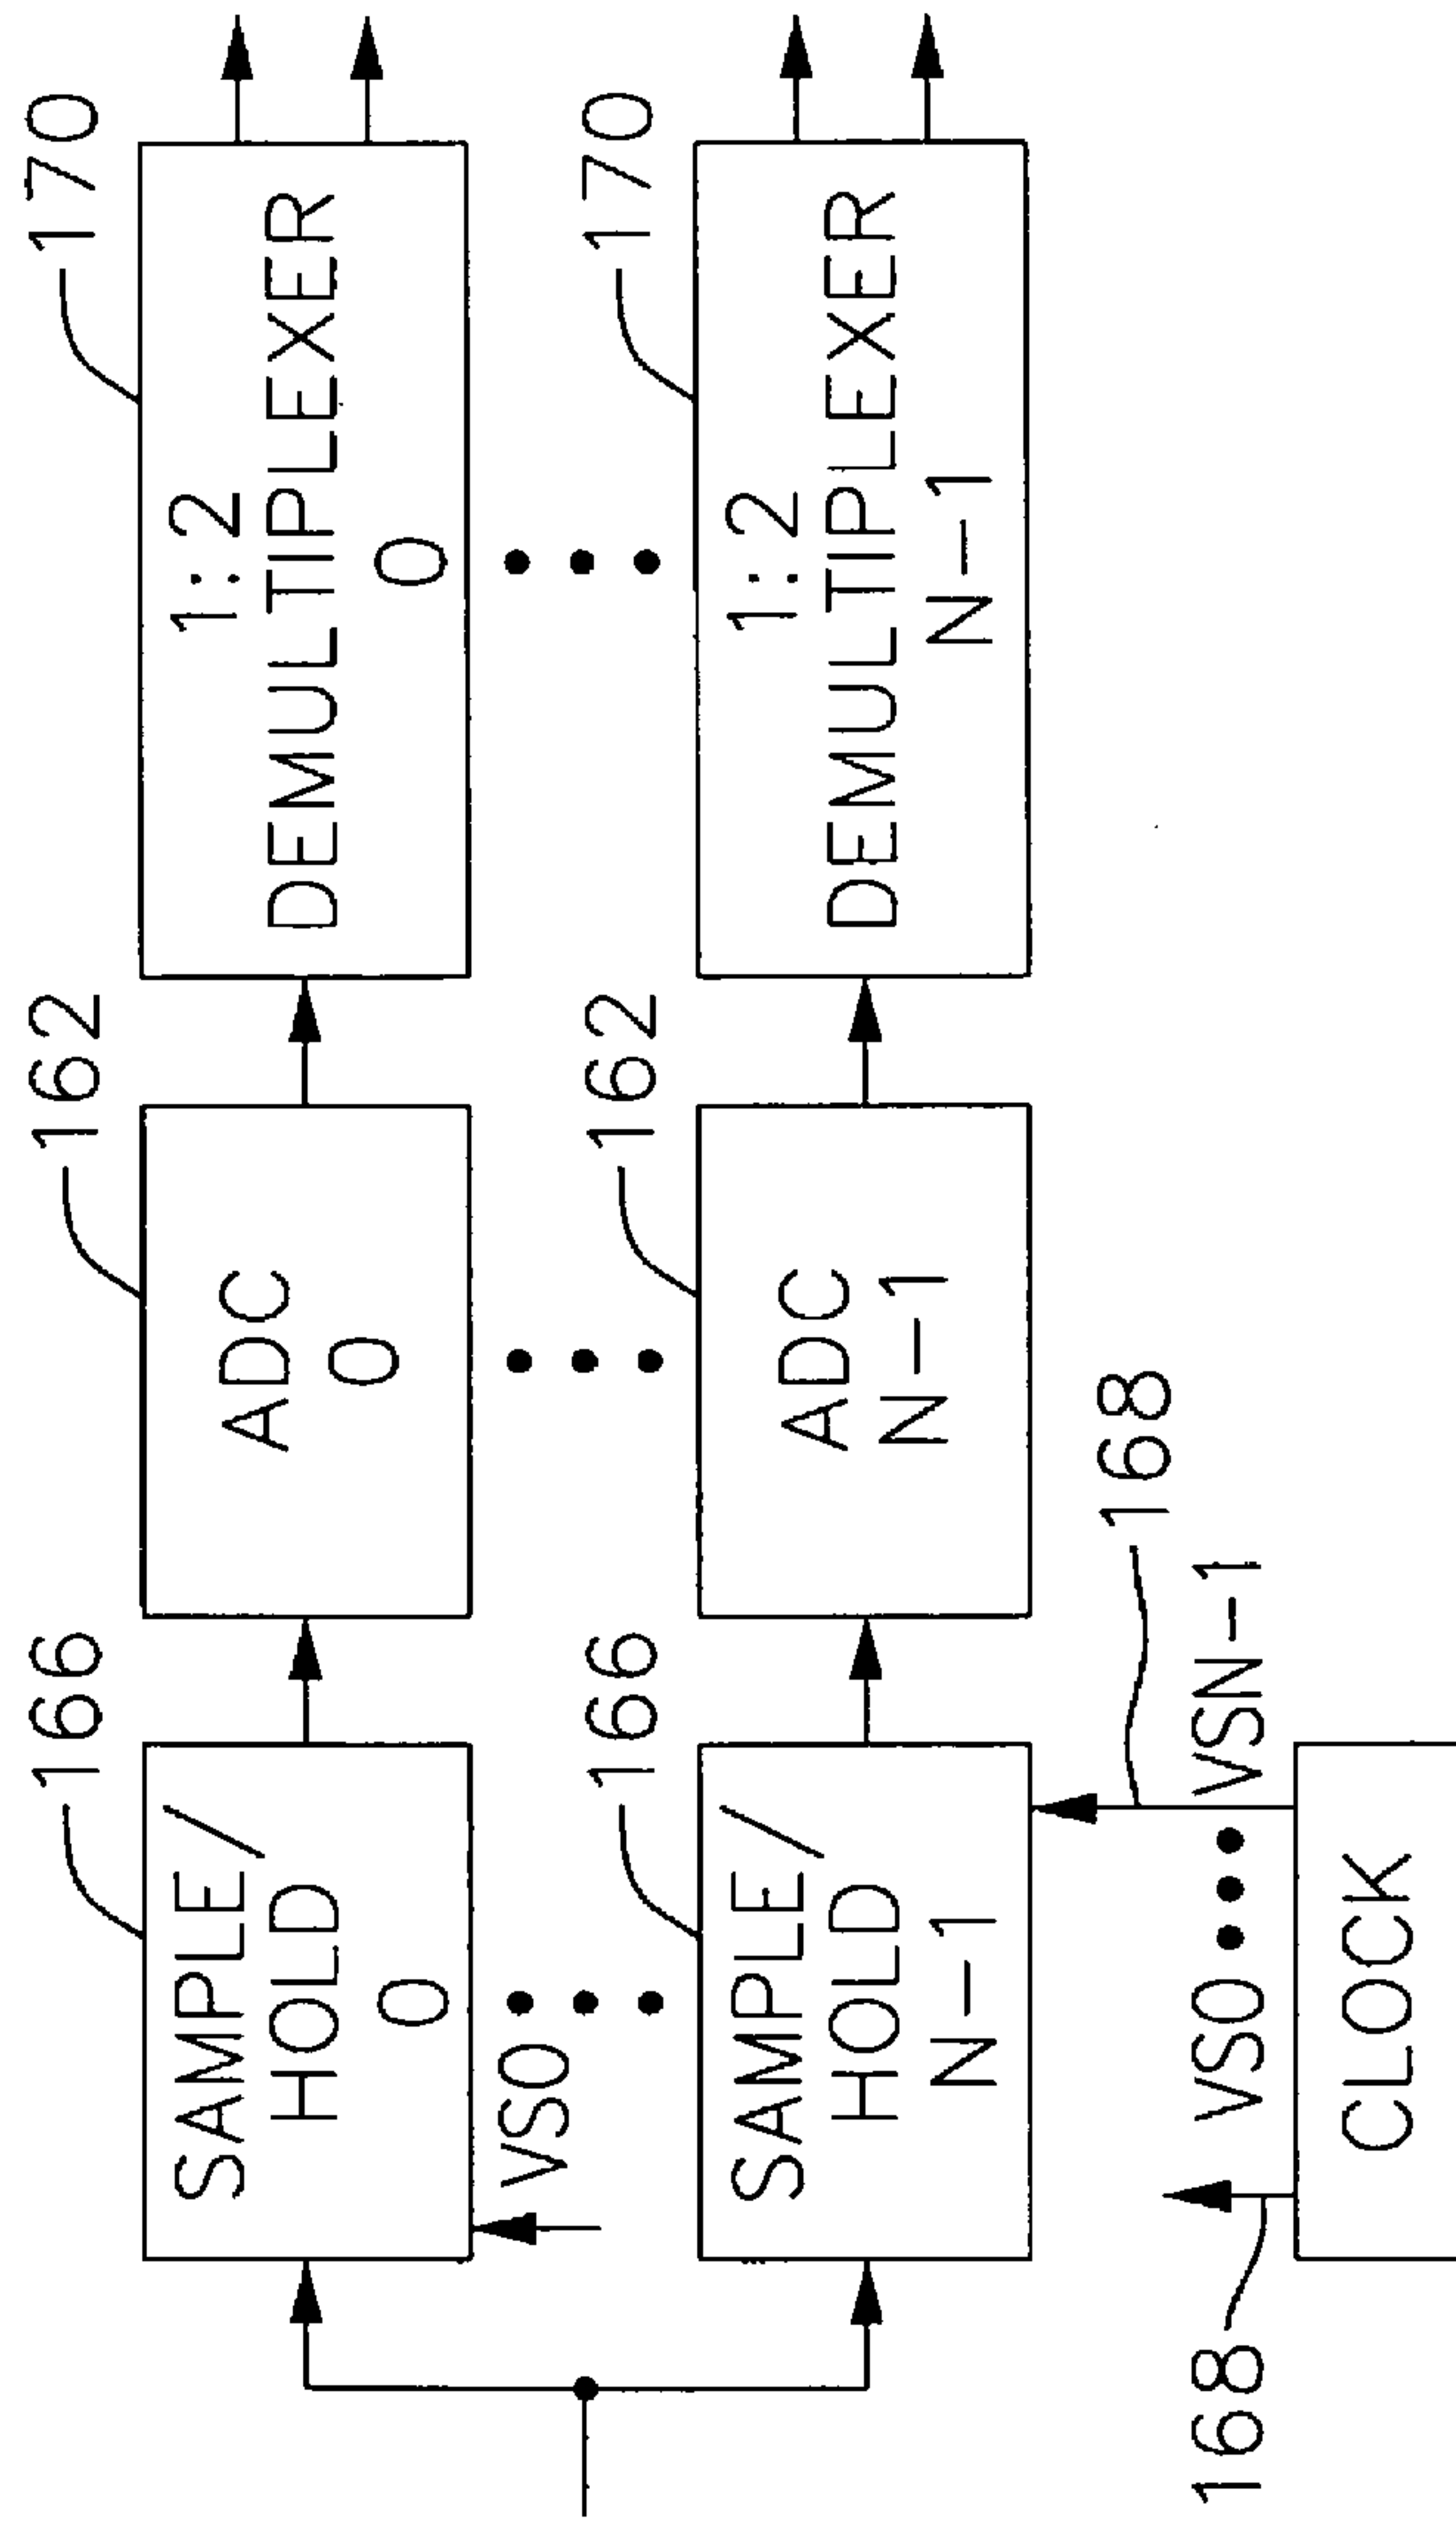 166
162
170
SAMPLE/
HOLD
0
ADC
0
1:2
DEMULTIPLEXER
0
VS0
166
162
170
SAMPLE/
HOLD
N-1
ADC
N-1
1:2
DEMULTIPLEXER
N-1
168
168
VS0
VSN-1
CLOCK